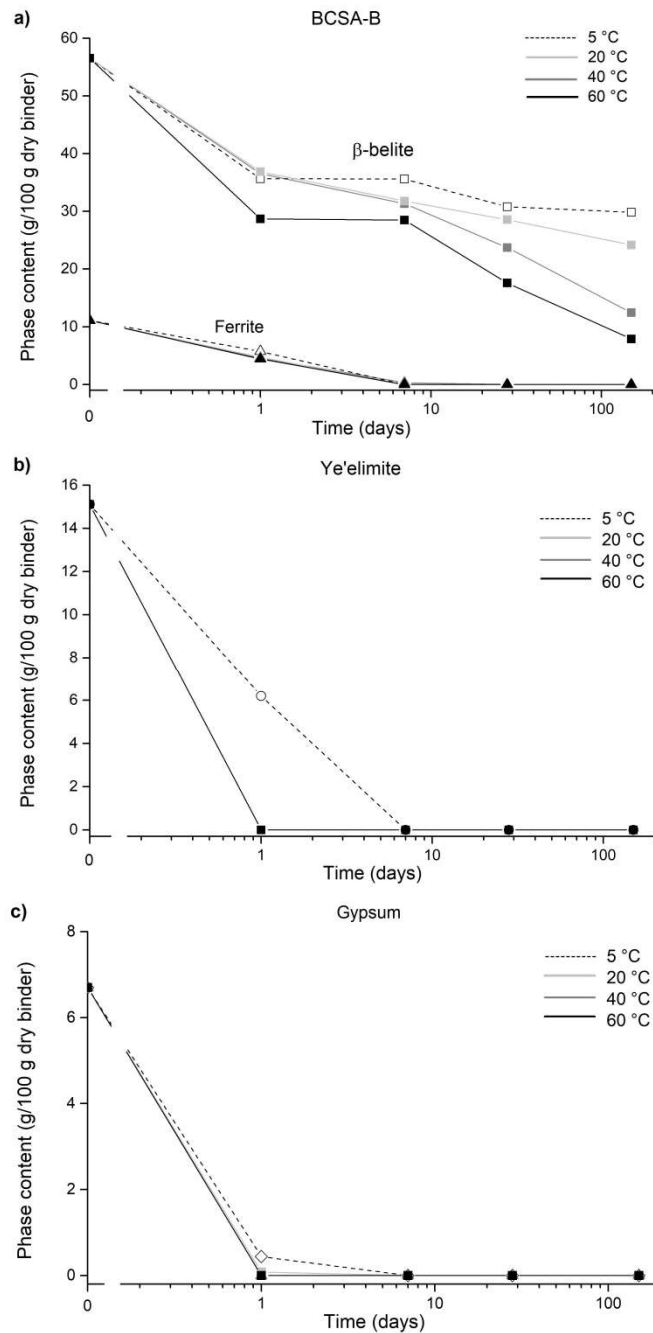 a)
BCSA-B
5 °C
20 °C
40 °C
60 °C
β-belite
Ferrite
60
50
40
30
20
10
0
Phase content (g/100 g dry binder)
0
1
10
100
Time (days)
b)
Ye'elimite
5 °C
20 °C
40 °C
60 °C
16
14
12
10
8
6
4
2
0
Phase content (g/100 g dry binder)
0
1
10
100
Time (days)
c)
Gypsum
5 °C
20 °C
40 °C
60 °C
8
6
4
2
0
Phase content (g/100 g dry binder)
0
1
10
100
Time (days)